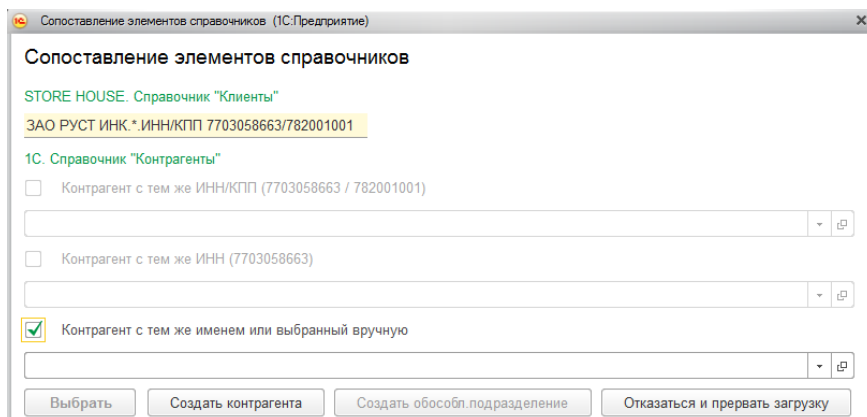 Сопоставление элементов справочников (1С:Предприятие)
Сопоставление элементов справочников
STORE HOUSE. Справочник "Клиенты"
ЗАО РУСТ ИНК.*.ИНН/КПП 7703058663/782001001
1С. Справочник "Контрагенты"
Контрагент с тем же ИНН/КПП (7703058663 / 782001001)
Контрагент с тем же ИНН (7703058663)
Контрагент с тем же именем или выбранный вручную
Выбрать Создать контрагента Создать обособл.подразделение Отказаться и прервать загрузку